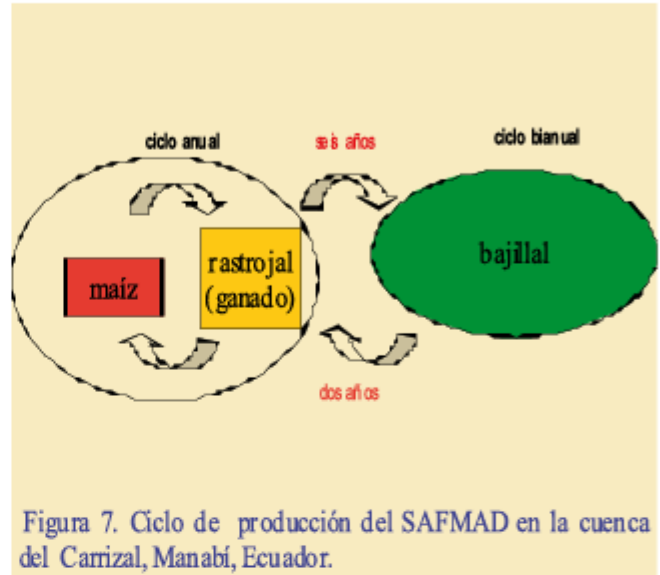 ciclo anual
seis años
ciclo bianual
maíz
rastrojal
(ganado)
bajillal
dos años
Figura 7. Ciclo de producción del SAFMAD en la cuenca
del Carrizal, Manabí, Ecuador.